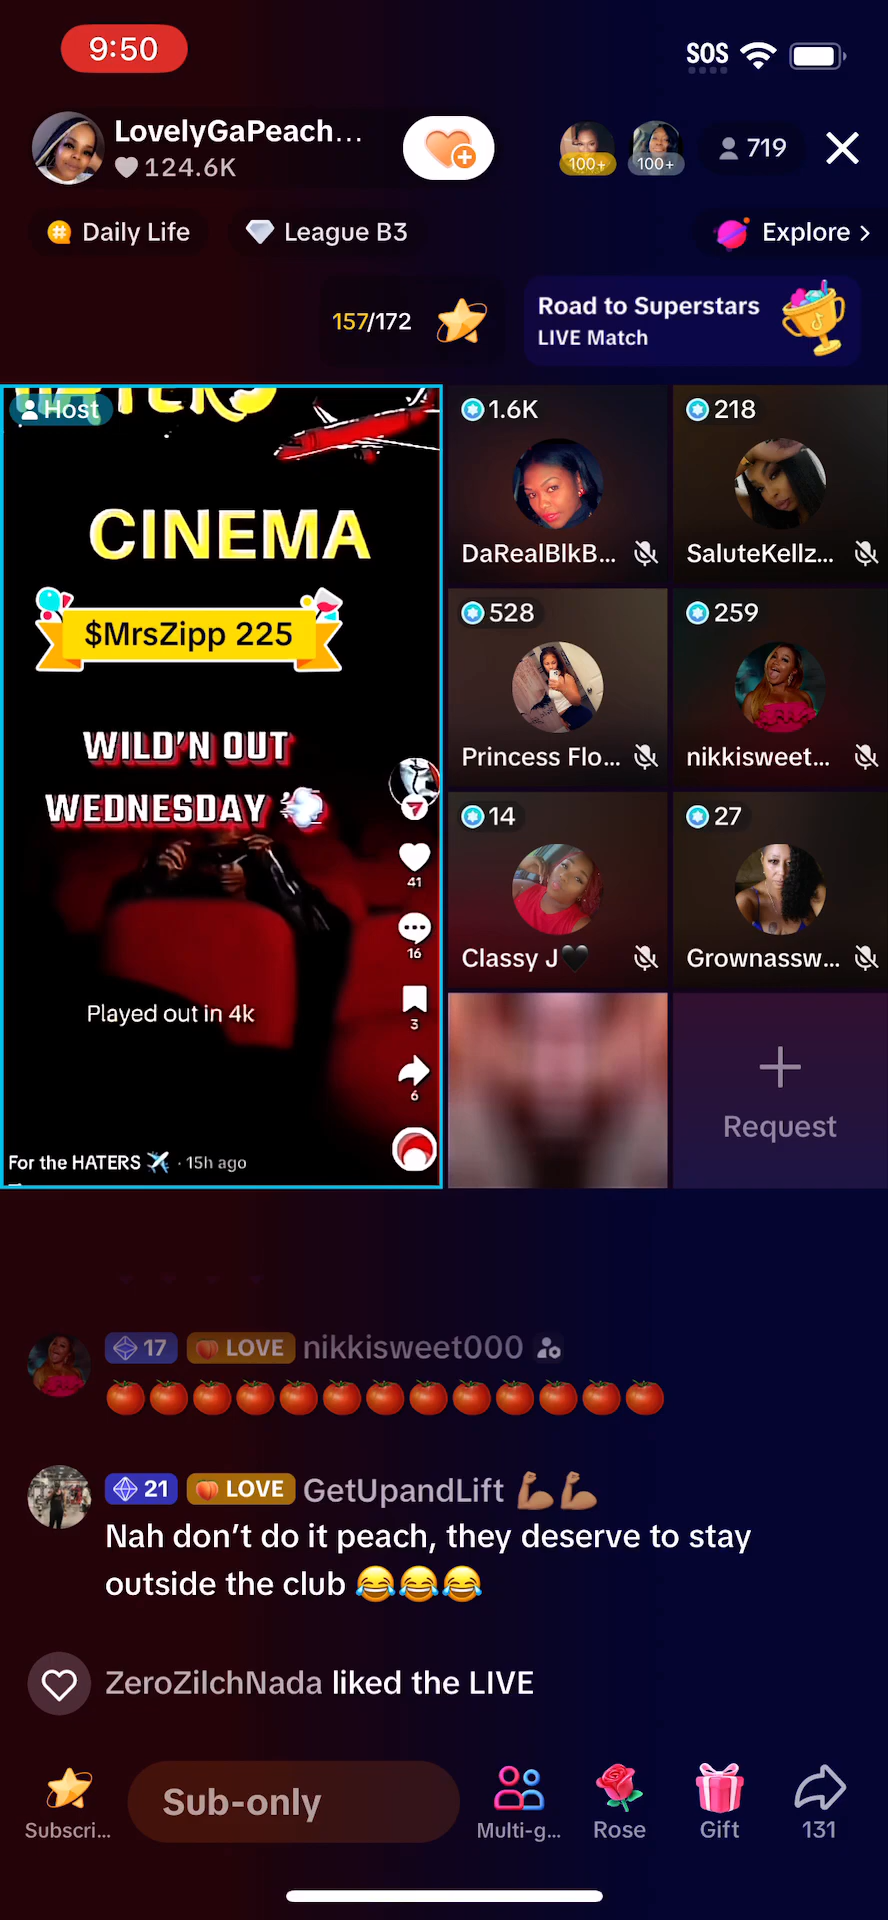 9:50
SOS
LovelyGaPeach...
124.6K
100+
100+
719
Daily Life
League B3
Explore >
157/172
Road to Superstars
LIVE Match
HATERS
Host
CINEMA
$MrsZipp 225
WILD'N OUT
WEDNESDAY 💨
41
16
Played out in 4k
3
6
For the HATERS ✈️ · 15h ago
1.6K
DaRealBlkB...
218
SaluteKellz...
528
Princess Flo...
259
nikkisweet...
14
Classy J🖤
27
Grownassw...
Request
17 LOVE nikkisweet000
🍅🍅🍅🍅🍅🍅🍅🍅🍅🍅🍅🍅🍅
21 LOVE GetUpandLift 💪🏽💪🏽
Nah don't do it peach, they deserve to stay
outside the club 😂😂😂
ZeroZilchNada liked the LIVE
Subscri...
Sub-only
Multi-g...
Rose
Gift
131